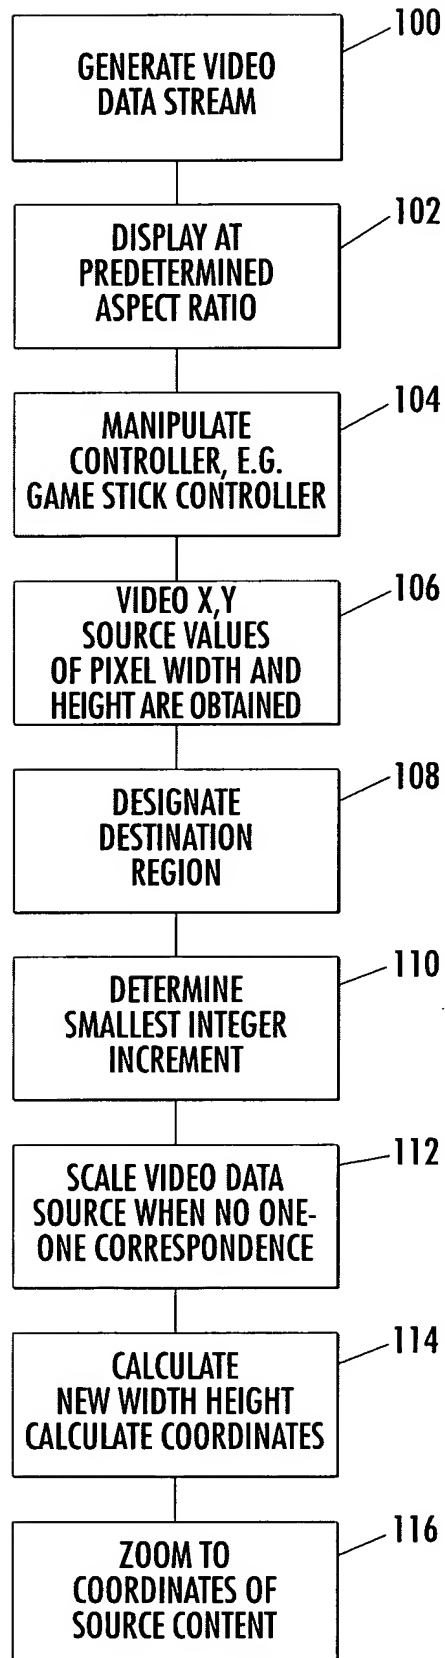 100
GENERATE VIDEO
DATA STREAM
102
DISPLAY AT
PREDETERMINED
ASPECT RATIO
104
MANIPULATE
CONTROLLER, E.G.
GAME STICK CONTROLLER
106
VIDEO X,Y
SOURCE VALUES
OF PIXEL WIDTH AND
HEIGHT ARE OBTAINED
108
DESIGNATE
DESTINATION
REGION
110
DETERMINE
SMALLEST INTEGER
INCREMENT
112
SCALE VIDEO DATA
SOURCE WHEN NO ONE-
ONE CORRESPONDENCE
114
CALCULATE
NEW WIDTH HEIGHT
CALCULATE COORDINATES
116
ZOOM TO
COORDINATES OF
SOURCE CONTENT